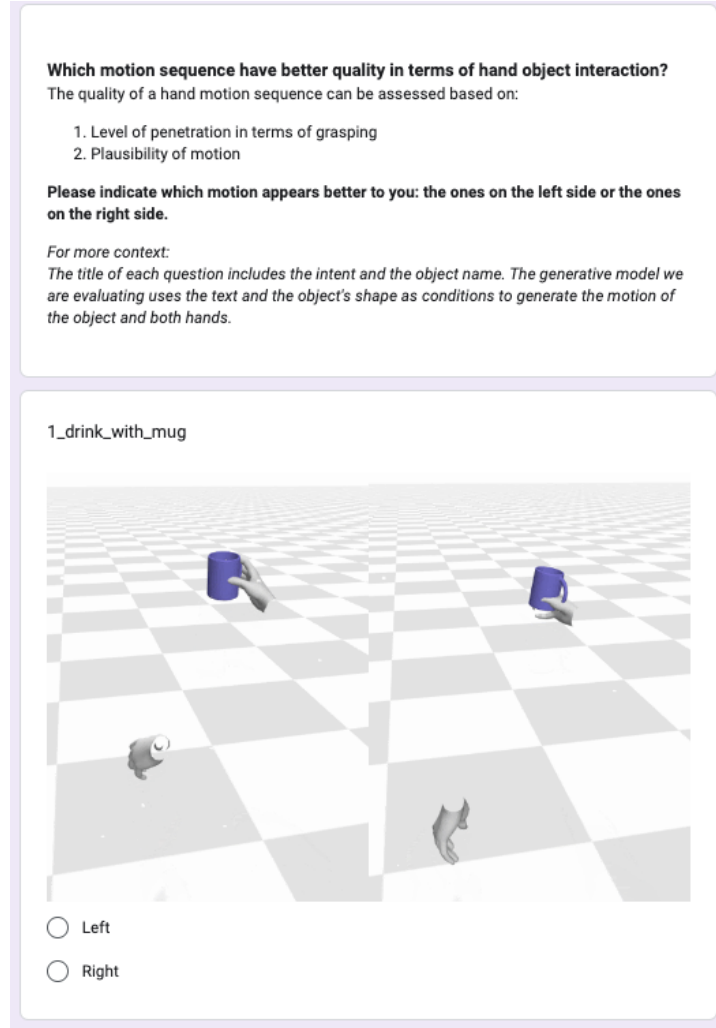 Which motion sequence have better quality in terms of hand object interaction?
The quality of a hand motion sequence can be assessed based on:
1. Level of penetration in terms of grasping
2. Plausibility of motion
Please indicate which motion appears better to you: the ones on the left side or the ones
on the right side.
For more context:
The title of each question includes the intent and the object name. The generative model we
are evaluating uses the text and the object's shape as conditions to generate the motion of
the object and both hands.
1_drink_with_mug
Left
Right